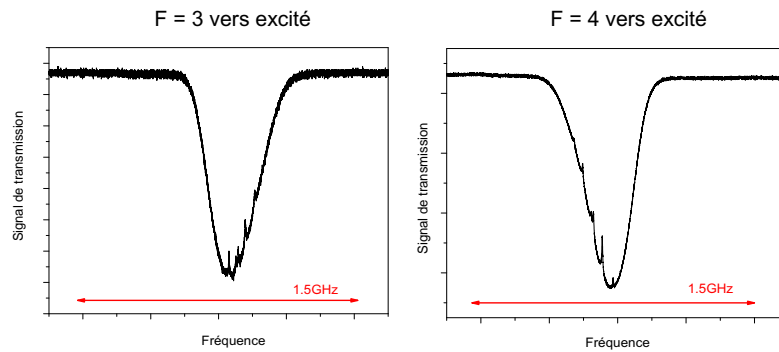 F = 3 vers excité
Signal de transmission
1.5GHz
Fréquence
F = 4 vers excité
Signal de transmission
1.5GHz
Fréquence